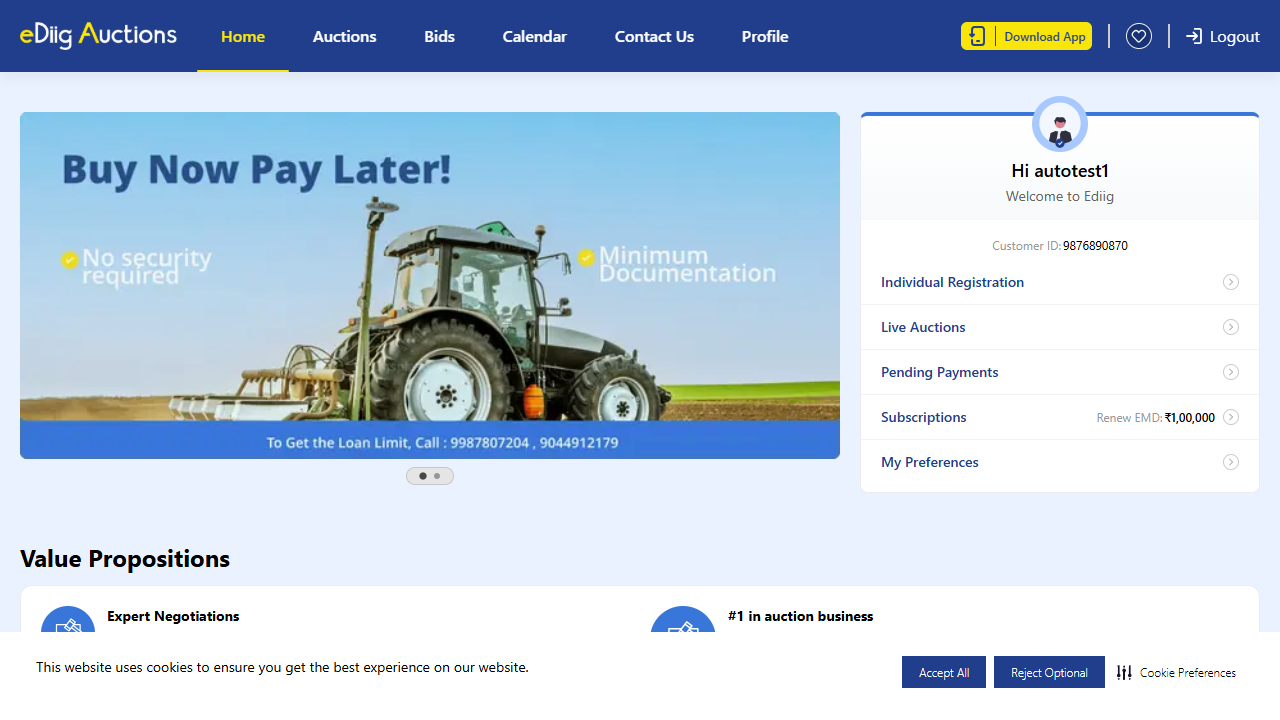 eDiig Auctions
Home
Auctions
Bids
Calendar
Contact Us
Profile
Download App
Logout
Buy Now Pay Later!
No security
required
Minimum
Documentation
To Get the Loan Limit, Call : 9987807204 , 9044912179
Hi autotest1
Welcome to Ediig
Customer ID: 9876890870
Individual Registration
Live Auctions
Pending Payments
Subscriptions
Renew EMD: ₹1,00,000
My Preferences
Value Propositions
Expert Negotiations
#1 in auction business
This website uses cookies to ensure you get the best experience on our website.
Accept All
Reject Optional
Cookie Preferences